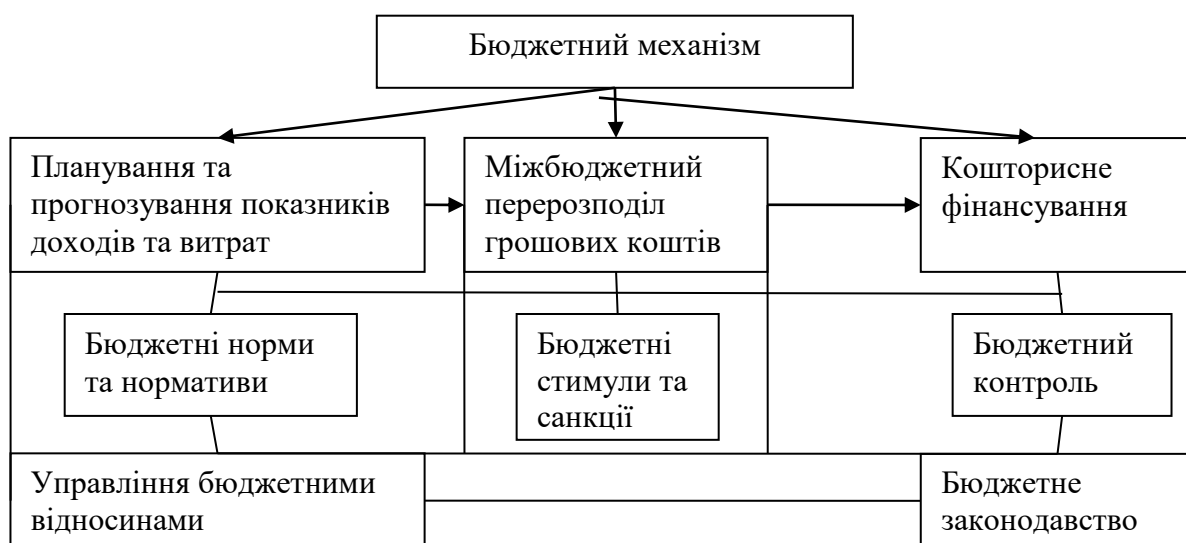 Бюджетний механізм
Планування та
прогнозування показників
доходів та витрат
Міжбюджетний
перерозподіл
грошових коштів
Кошторисне
фінансування
Бюджетні норми
та нормативи
Бюджетні
стимули та
санкції
Бюджетний
контроль
Управління бюджетними
відносинами
Бюджетне
законодавство